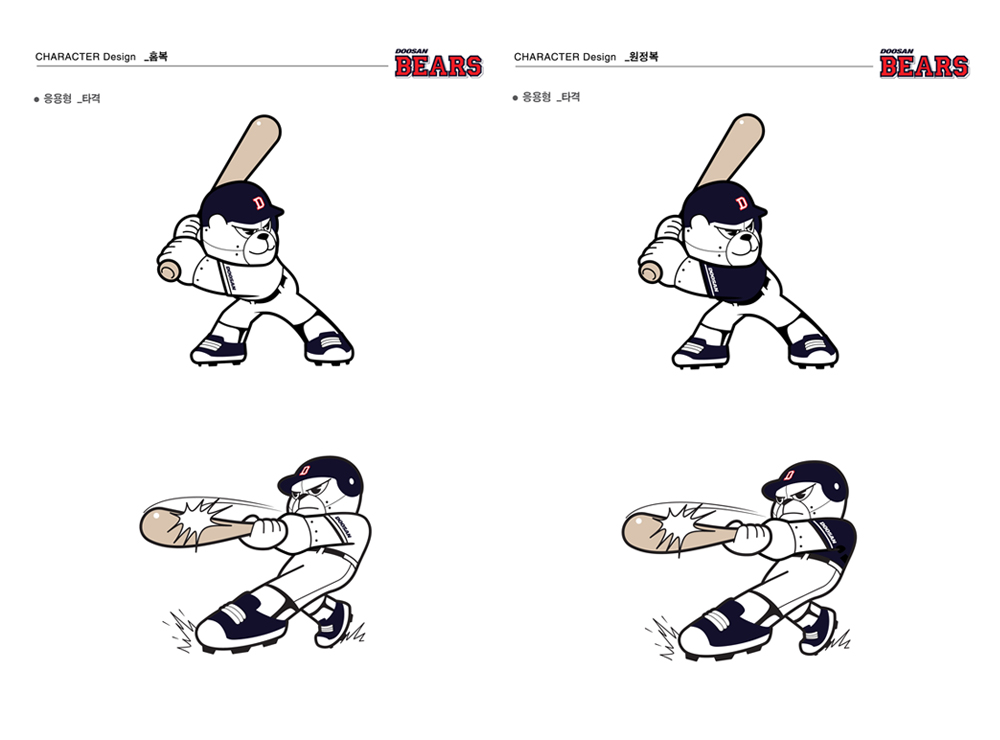 CHARACTER Design _홈복
DOOSAN
BEARS
● 응용형 _타격
D
DOOSAN
D
DOOSAN
CHARACTER Design _원정복
DOOSAN
BEARS
● 응용형 _타격
D
DOOSAN
D
DOOSAN